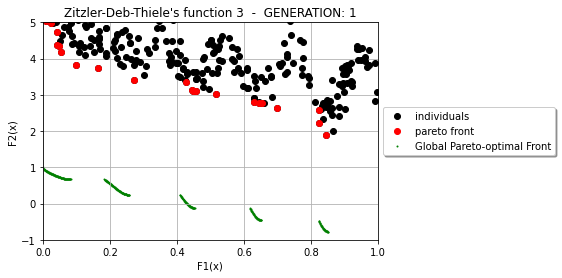 Zitzler-Deb-Thiele's function 3  -  GENERATION: 1
5
4
3
2
1
0
−1
F2(x)
0.0 0.2 0.4 0.6 0.8 1.0
F1(x)
individuals
pareto front
Global Pareto-optimal Front